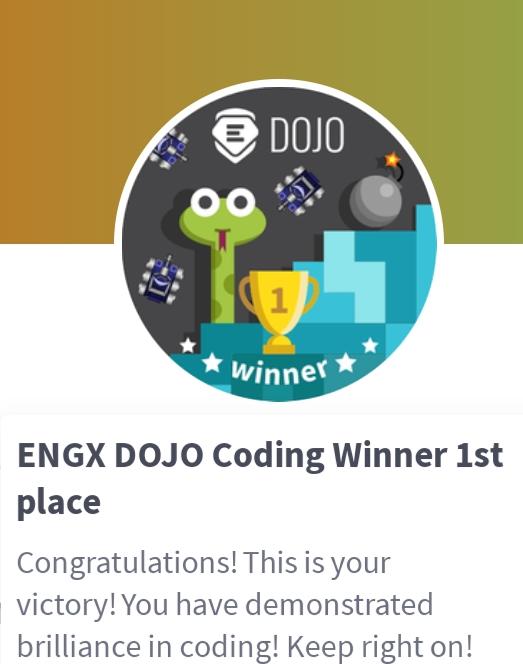 DOJO
1
winner
ENGX DOJO Coding Winner 1st
place
Congratulations! This is your
victory! You have demonstrated
brilliance in coding! Keep right on!